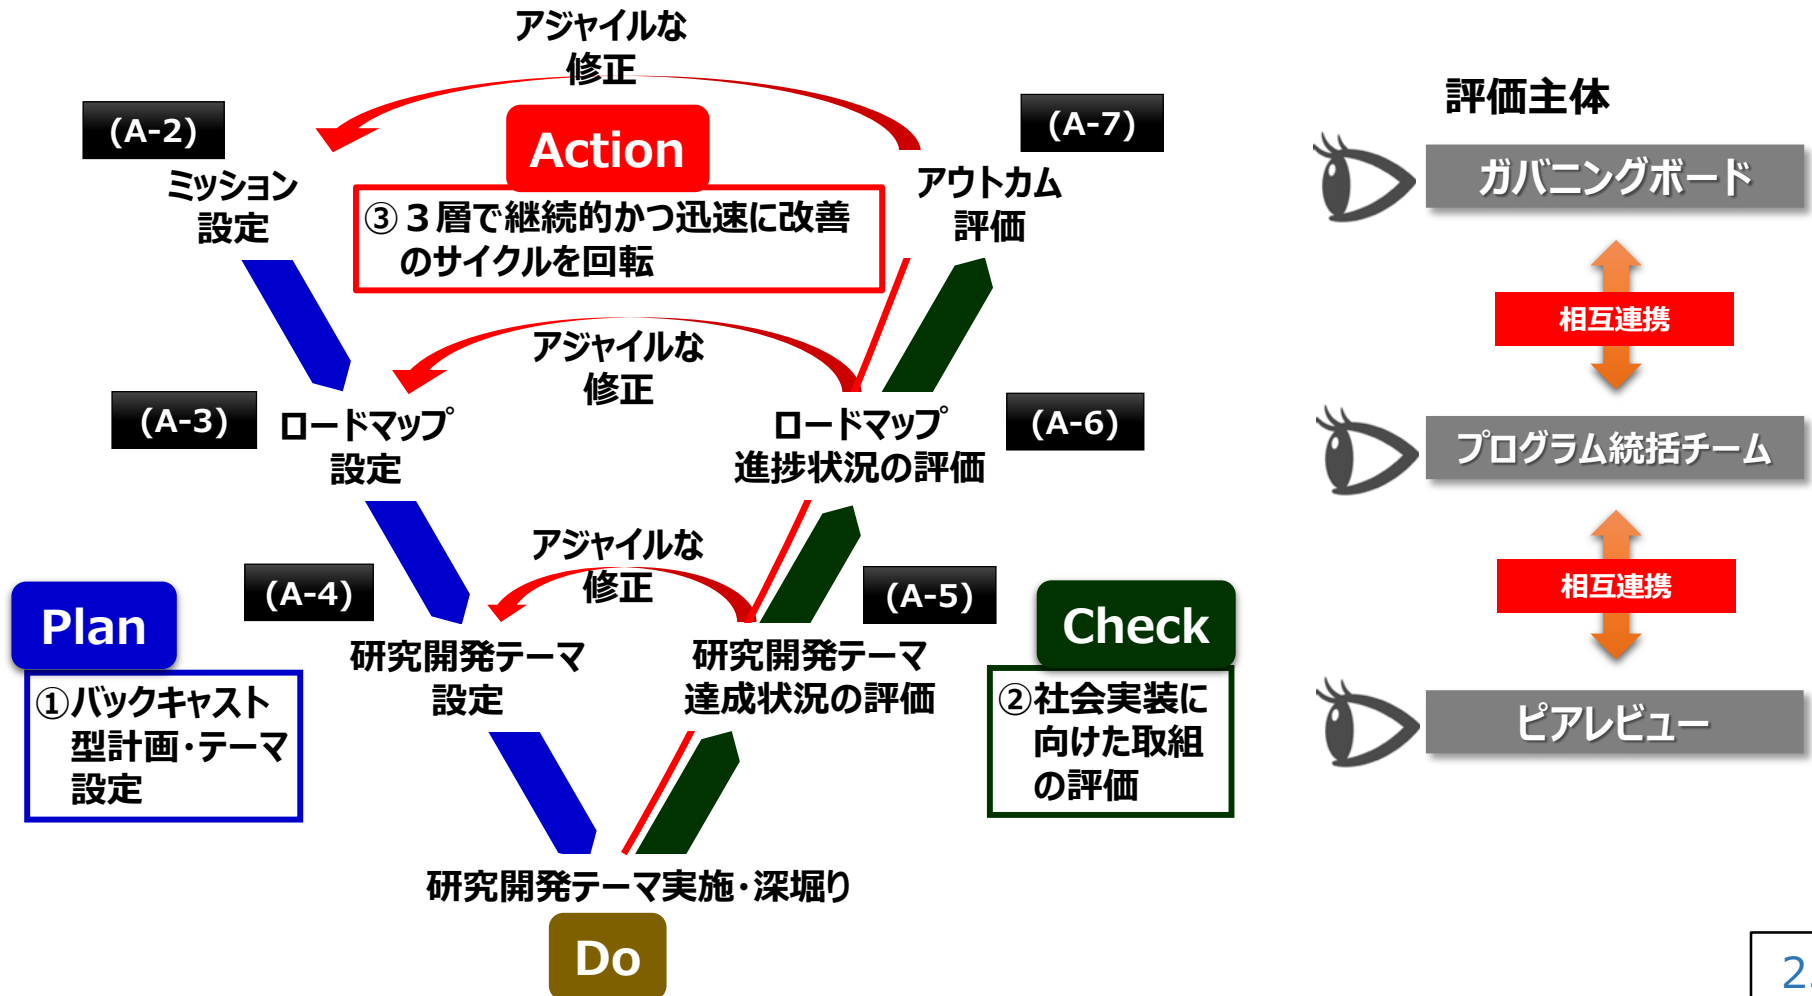 アジャイルな
修正
評価主体
(A-2)
Action
(A-7)
ガバニングボード
ミッション
設定
③３層で継続的かつ迅速に改善
のサイクルを回転
アウトカム
評価
相互連携
アジャイルな
修正
(A-3)
ロードマップ
設定
ロードマップ
進捗状況の評価
(A-6)
プログラム統括チーム
アジャイルな
修正
(A-4)
(A-5)
相互連携
Plan
①バックキャスト
型計画・テーマ
設定
研究開発テーマ
設定
研究開発テーマ
達成状況の評価
Check
②社会実装に
向けた取組
の評価
ピアレビュー
研究開発テーマ実施・深堀り
Do